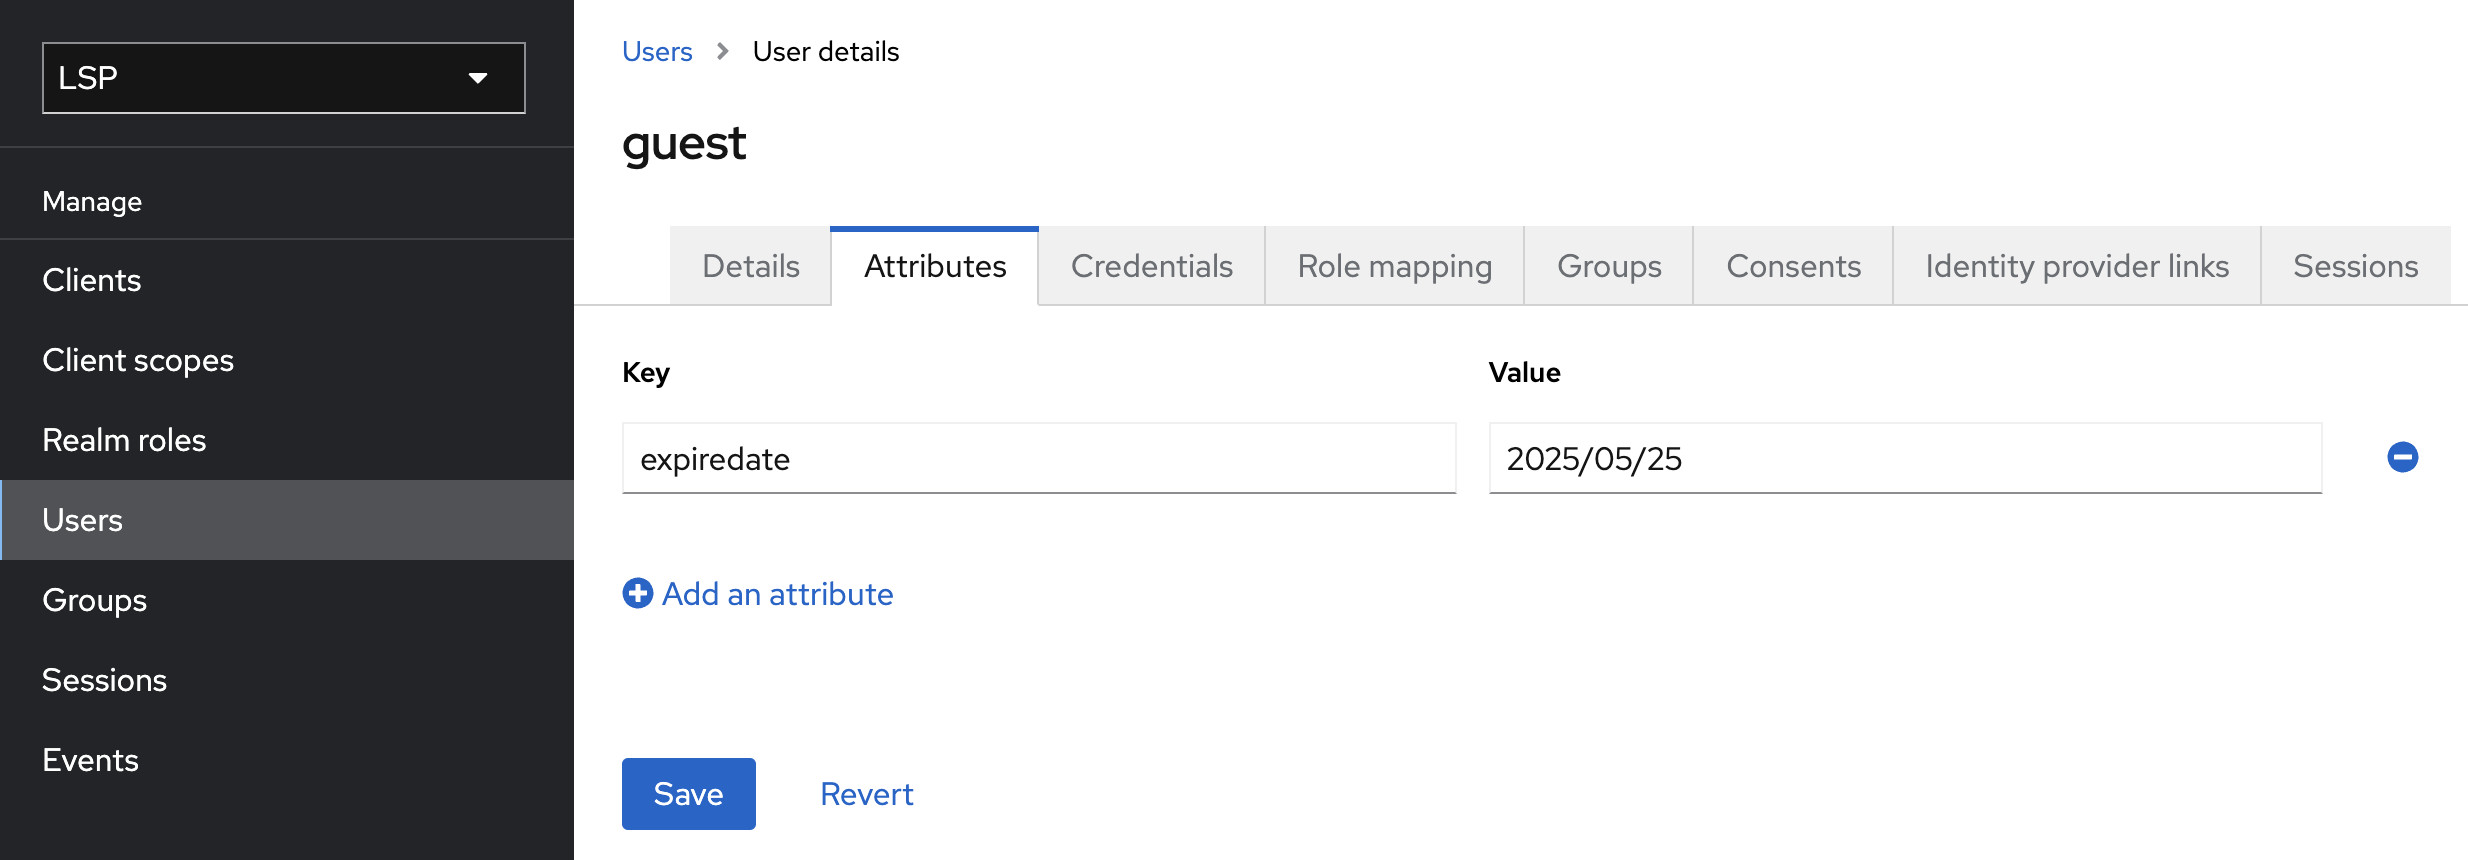 LSP
Manage
Clients
Client scopes
Realm roles
Users
Groups
Sessions
Events
Users > User details
guest
Details Attributes Credentials Role mapping Groups Consents Identity provider links Sessions
Key Value
expiredate 2025/05/25
Add an attribute
Save Revert